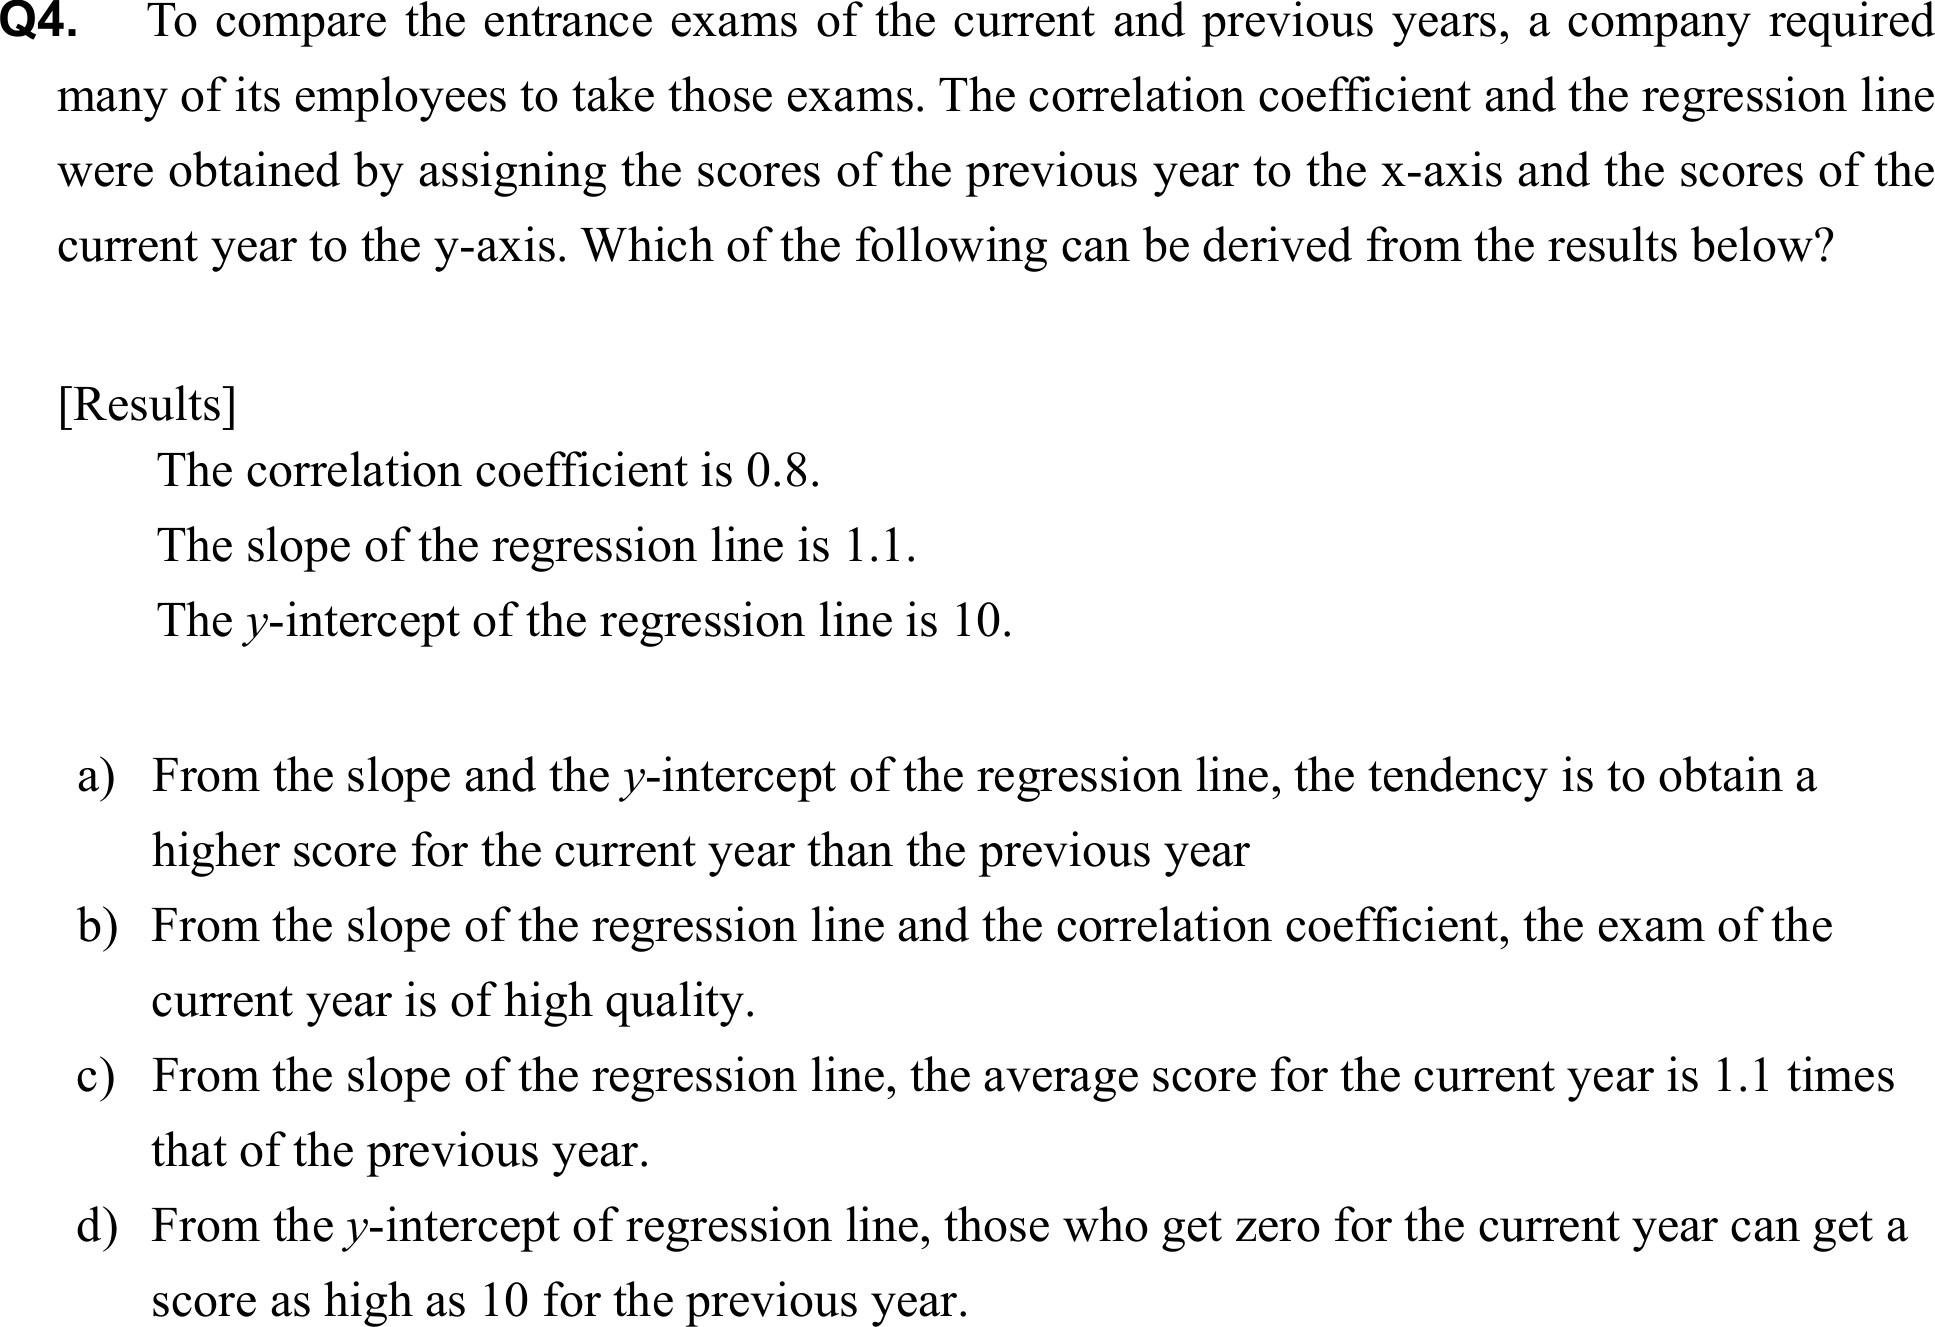 Q4. To compare the entrance exams of the current and previous years, a company required
many of its employees to take those exams. The correlation coefficient and the regression line
were obtained by assigning the scores of the previous year to the x-axis and the scores of the
current year to the y-axis. Which of the following can be derived from the results below?
[Results]
The correlation coefficient is 0.8.
The slope of the regression line is 1.1.
The y-intercept of the regression line is 10.
a) From the slope and the y-intercept of the regression line, the tendency is to obtain a
higher score for the current year than the previous year
b) From the slope of the regression line and the correlation coefficient, the exam of the
current year is of high quality.
c) From the slope of the regression line, the average score for the current year is 1.1 times
that of the previous year.
d) From the y-intercept of regression line, those who get zero for the current year can get a
score as high as 10 for the previous year.